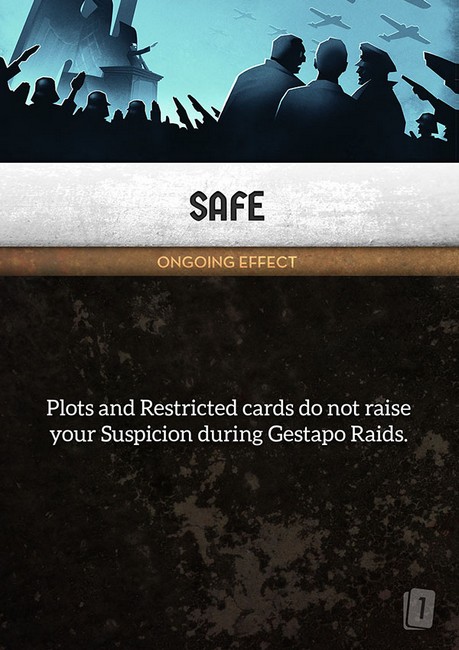 SAFE
ONGOING EFFECT
Plots and Restricted cards do not raise
your Suspicion during Gestapo Raids.
1